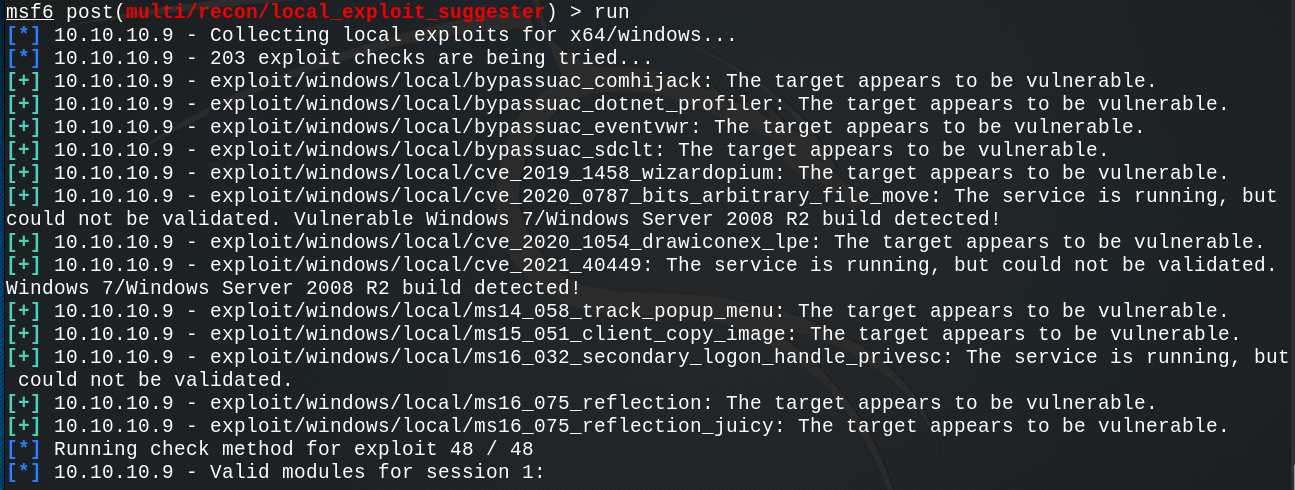 msf6 post(multi/recon/local_exploit_suggester) > run
[*] 10.10.10.9 - Collecting local exploits for x64/windows...
[*] 10.10.10.9 - 203 exploit checks are being tried...
[+] 10.10.10.9 - exploit/windows/local/bypassuac_comhijack: The target appears to be vulnerable.
[+] 10.10.10.9 - exploit/windows/local/bypassuac_dotnet_profiler: The target appears to be vulnerable.
[+] 10.10.10.9 - exploit/windows/local/bypassuac_eventvwr: The target appears to be vulnerable.
[+] 10.10.10.9 - exploit/windows/local/bypassuac_sdclt: The target appears to be vulnerable.
[+] 10.10.10.9 - exploit/windows/local/cve_2019_1458_wizardopium: The target appears to be vulnerable.
[+] 10.10.10.9 - exploit/windows/local/cve_2020_0787_bits_arbitrary_file_move: The service is running, but
could not be validated. Vulnerable Windows 7/Windows Server 2008 R2 build detected!
[+] 10.10.10.9 - exploit/windows/local/cve_2020_1054_drawiconex_lpe: The target appears to be vulnerable.
[+] 10.10.10.9 - exploit/windows/local/cve_2021_40449: The service is running, but could not be validated.
Windows 7/Windows Server 2008 R2 build detected!
[+] 10.10.10.9 - exploit/windows/local/ms14_058_track_popup_menu: The target appears to be vulnerable.
[+] 10.10.10.9 - exploit/windows/local/ms15_051_client_copy_image: The target appears to be vulnerable.
[+] 10.10.10.9 - exploit/windows/local/ms16_032_secondary_logon_handle_privesc: The service is running, but
 could not be validated.
[+] 10.10.10.9 - exploit/windows/local/ms16_075_reflection: The target appears to be vulnerable.
[+] 10.10.10.9 - exploit/windows/local/ms16_075_reflection_juicy: The target appears to be vulnerable.
[*] Running check method for exploit 48 / 48
[*] 10.10.10.9 - Valid modules for session 1: